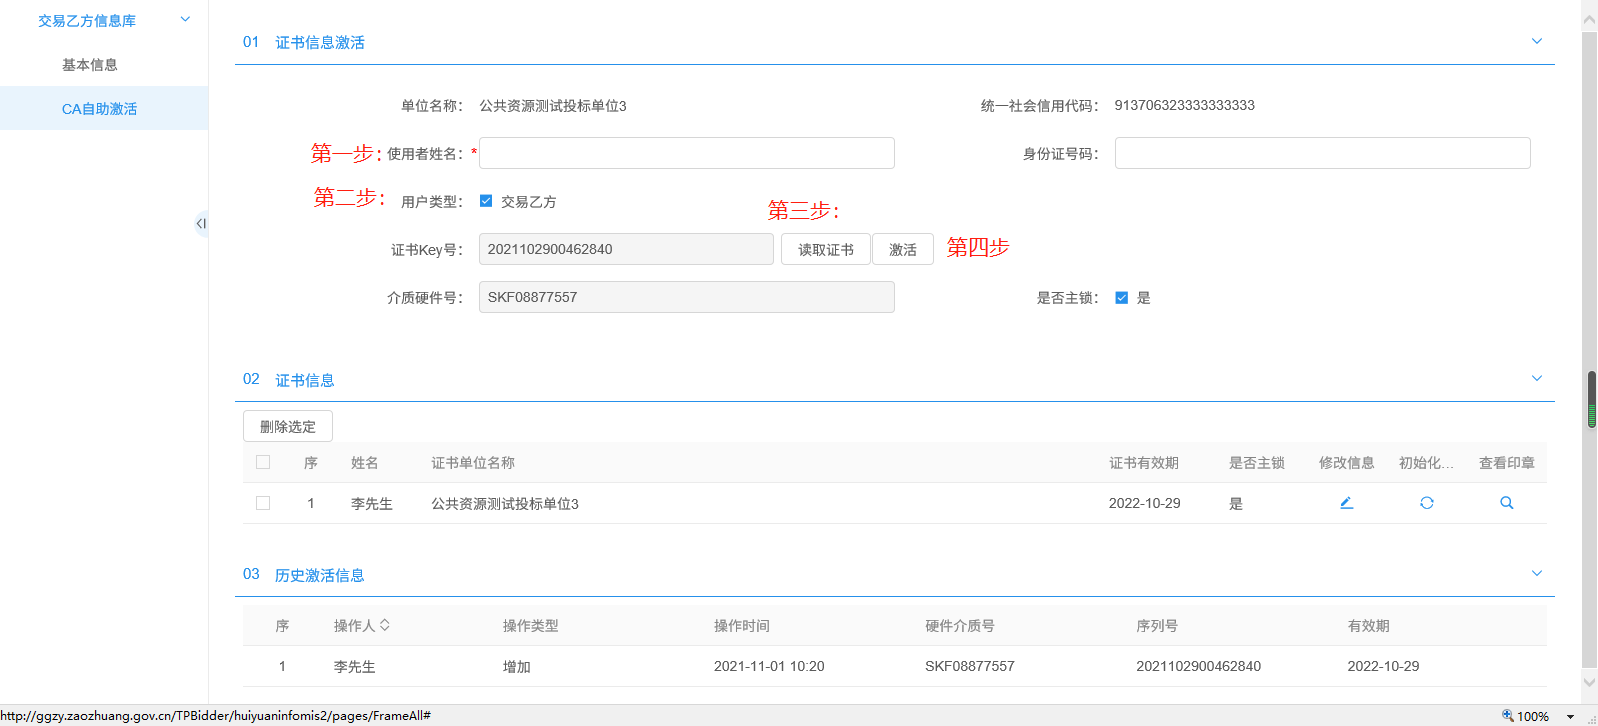 交易乙方信息库
基本信息
CA自助激活
01 证书信息激活
单位名称： 公共资源测试投标单位3 统一社会信用代码： 913706323333333333
第一步：使用者姓名：* 身份证号码：
第二步： 用户类型： 交易乙方
第三步：
证书Key号： 2021102900462840 读取证书 激活 第四步
介质硬件号： SKF08877557 是否主锁： 是
02 证书信息
删除选定
序 姓名 证书单位名称 证书有效期 是否主锁 修改信息 初始化... 查看印章
1 李先生 公共资源测试投标单位3 2022-10-29 是
03 历史激活信息
序 操作人 操作类型 操作时间 硬件介质号 序列号 有效期
1 李先生 增加 2021-11-01 10:20 SKF08877557 2021102900462840 2022-10-29
http://ggzy.zaozhuang.gov.cn/TPBidder/huiyuaninfomis2/pages/FrameAll# 100%